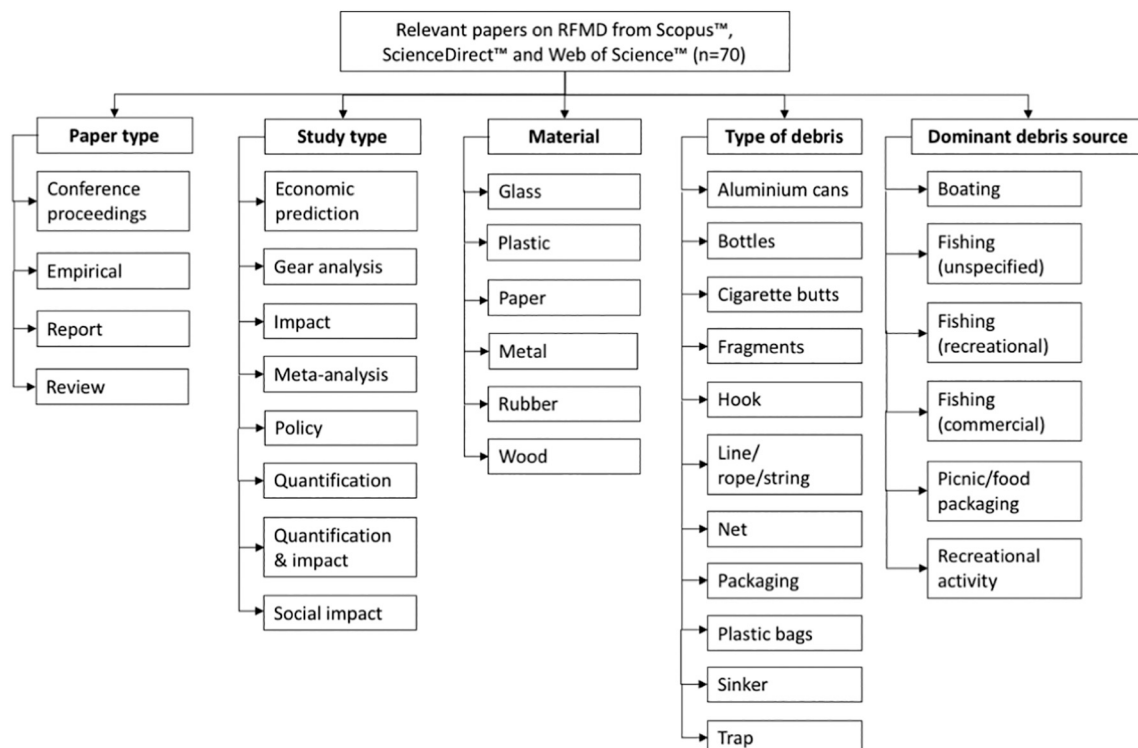 Relevant papers on RFMD from Scopus™,
ScienceDirect™ and Web of Science™ (n=70)
Paper type
Conference
proceedings
Empirical
Report
Review
Study type
Economic
prediction
Gear analysis
Impact
Meta-analysis
Policy
Quantification
Quantification
& impact
Social impact
Material
Glass
Plastic
Paper
Metal
Rubber
Wood
Type of debris
Aluminium cans
Bottles
Cigarette butts
Fragments
Hook
Line/
rope/string
Net
Packaging
Plastic bags
Sinker
Trap
Dominant debris source
Boating
Fishing
(unspecified)
Fishing
(recreational)
Fishing
(commercial)
Picnic/food
packaging
Recreational
activity